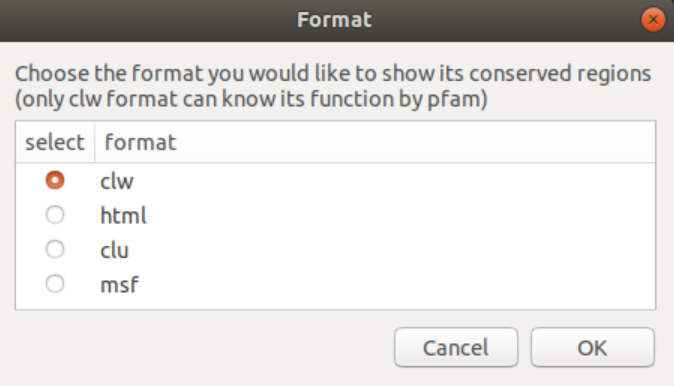 Format
Choose the format you would like to show its conserved regions
(only clw format can know its function by pfam)
select format
clw
html
clu
msf
Cancel OK